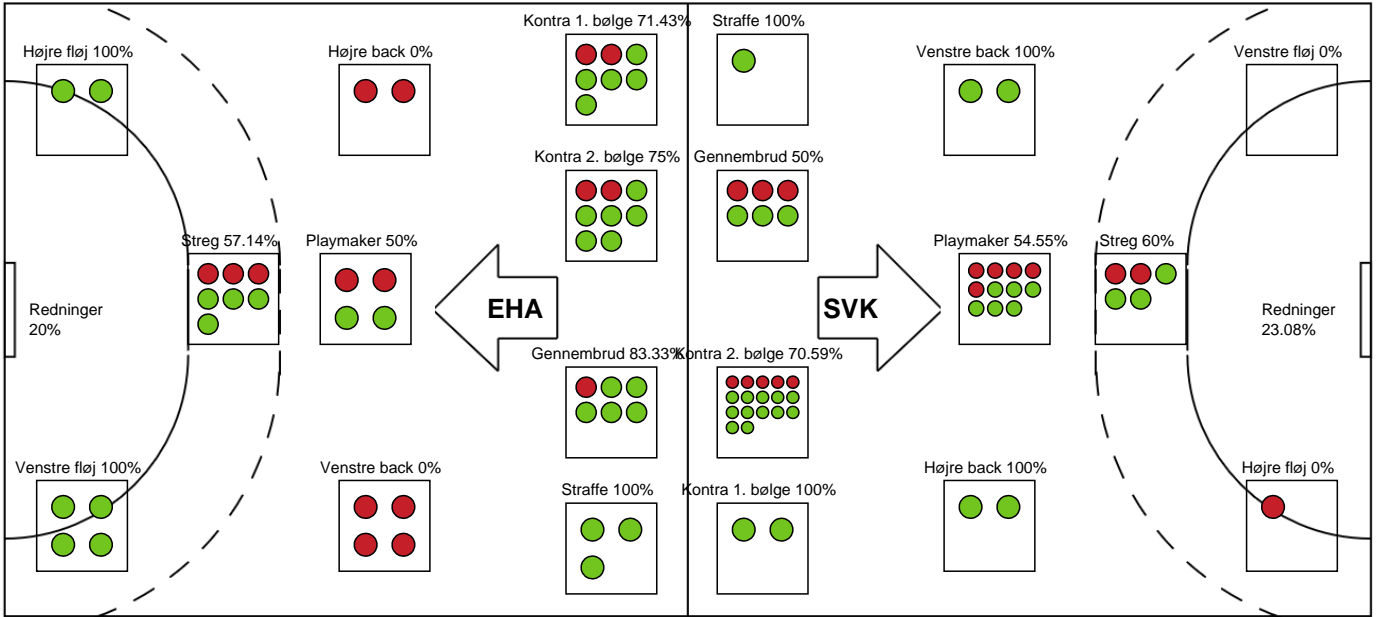 Kontra 1. bølge 71.43%
Straffe 100%
Højre fløj 100%
Højre back 0%
Venstre back 100%
Venstre fløj 0%
Kontra 2. bølge 75%
Gennembrud 50%
Streg 57.14%
Playmaker 50%
Playmaker 54.55%
Streg 60%
Redninger
20%
EHA
SVK
Redninger
23.08%
Gennembrud 83.33%
Kontra 2. bølge 70.59%
Venstre fløj 100%
Venstre back 0%
Straffe 100%
Kontra 1. bølge 100%
Højre back 100%
Højre fløj 0%